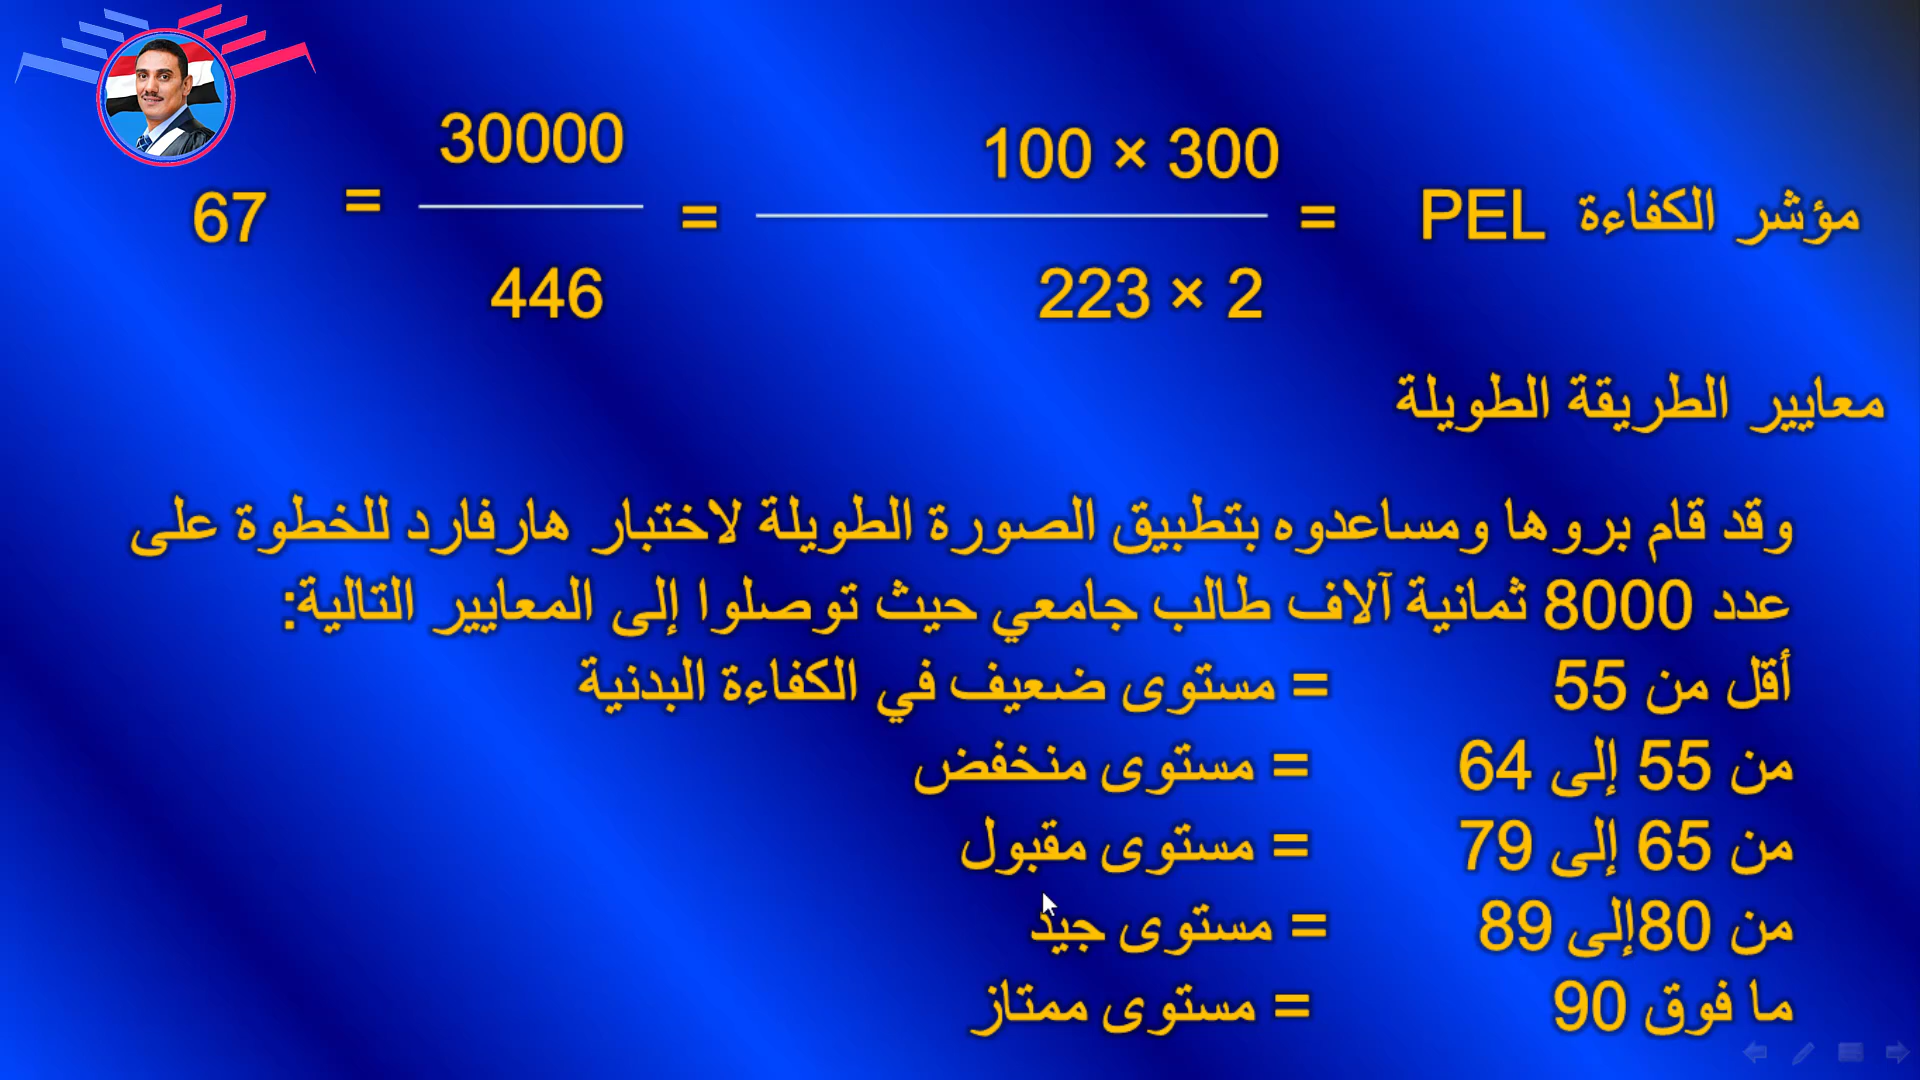 100 × 300
30000
مؤشر الكفاءة PEL = = = 67
223 × 2
446
معايير الطريقة الطويلة
وقد قام بروها ومساعدوه بتطبيق الصورة الطويلة لاختبار هارفارد للخطوة على
عدد 8000 ثمانية آلاف طالب جامعي حيث توصلوا إلى المعايير التالية:
أقل من 55 = مستوى ضعيف في الكفاءة البدنية
من 55 إلى 64 = مستوى منخفض
من 65 إلى 79 = مستوى مقبول
من 80إلى 89 = مستوى جيد
ما فوق 90 = مستوى ممتاز